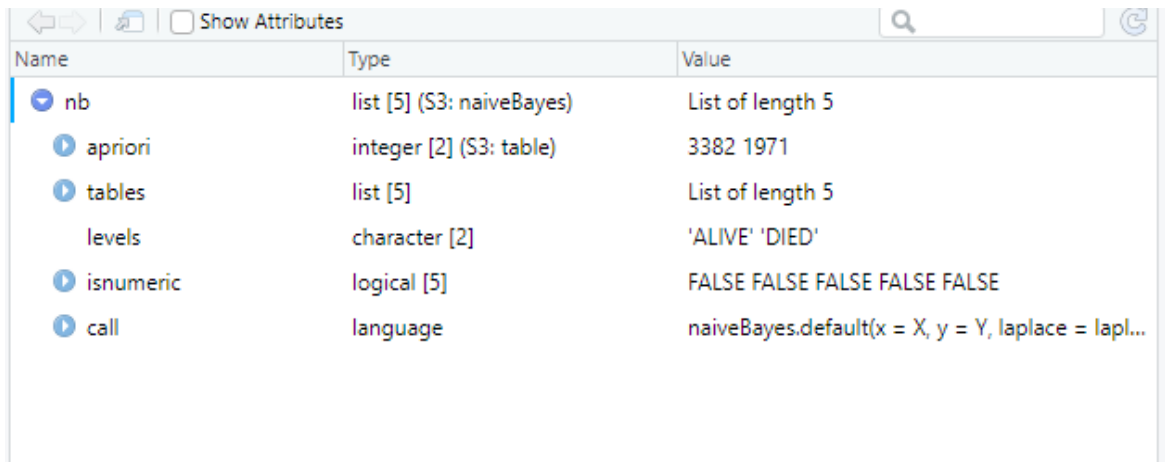 Show Attributes
Name Type Value
nb list [5] (S3: naiveBayes) List of length 5
apriori integer [2] (S3: table) 3382 1971
tables list [5] List of length 5
levels character [2] 'ALIVE' 'DIED'
isnumeric logical [5] FALSE FALSE FALSE FALSE FALSE
call language naiveBayes.default(x = X, y = Y, laplace = lapl...